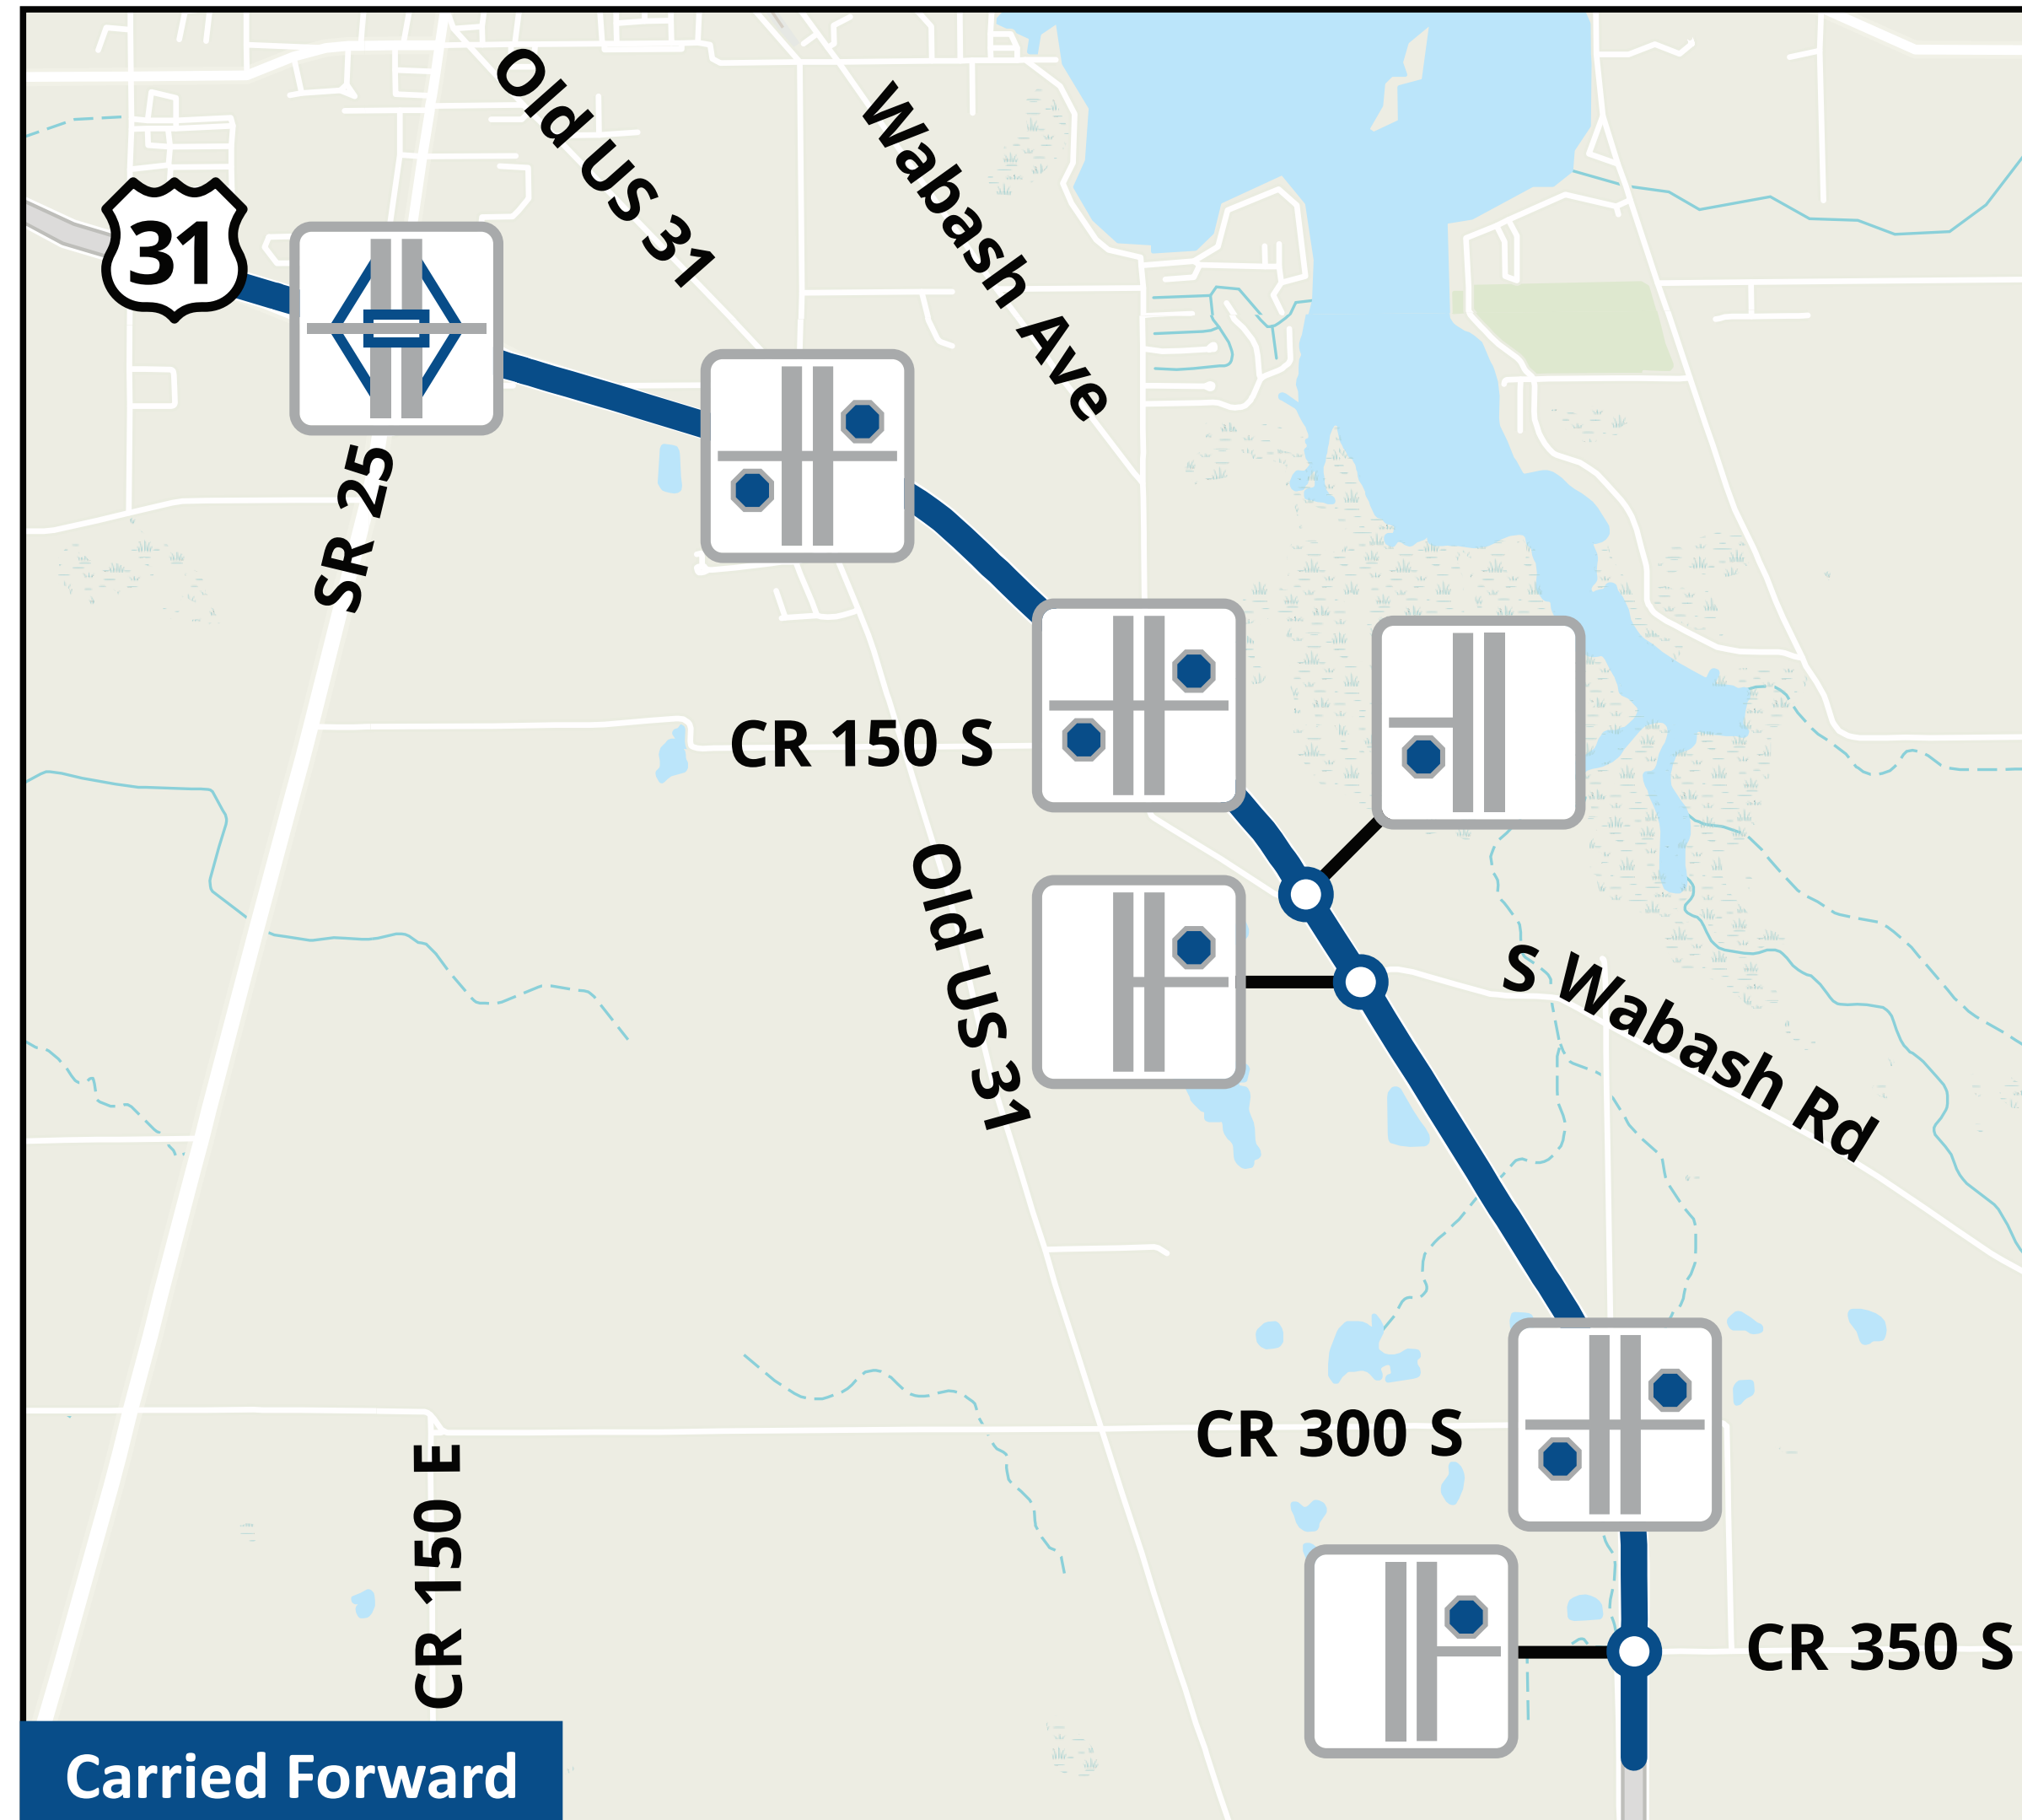 Old US 31
Wabash Ave
31
SR 25
CR 150 S
Old US 31
S Wabash Rd
CR 300 S
CR 150 E
CR 350 S
Carried Forward